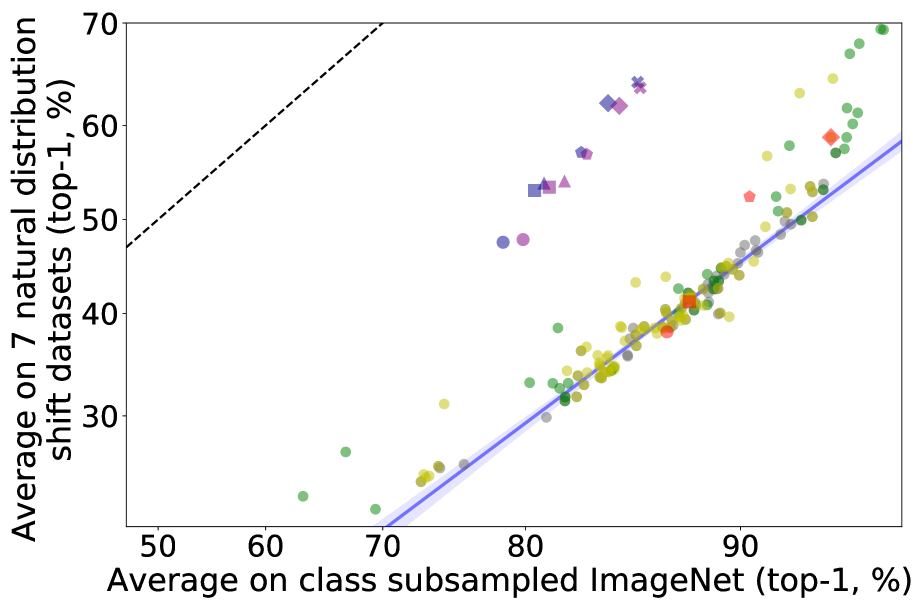 Average on 7 natural distribution
shift datasets (top-1, %)
70
60
50
40
30
50 60 70 80 90
Average on class subsampled ImageNet (top-1, %)